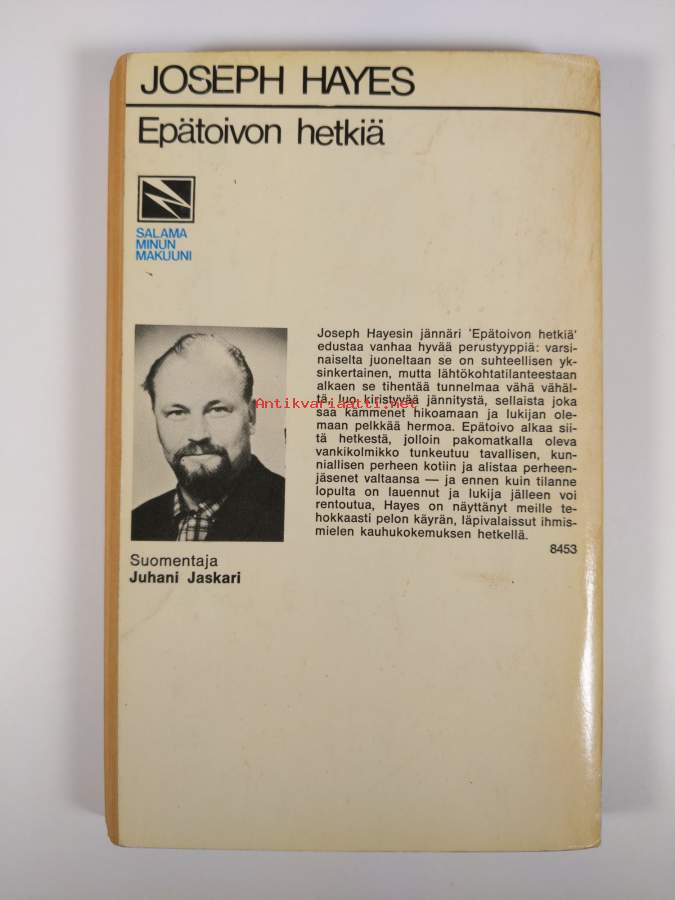 JOSEPH HAYES
Epätoivon hetkiä
SALAMA
MINUN
MAKUUNI
Joseph Hayesin jännäri 'Epätoivon hetkiä'
edustaa vanhaa hyvää perustyyppiä: varsi-
naiselta juoneltaan se on suhteellisen yk-
sinkertainen, mutta lähtökohtatilanteestaan
alkaen se tihentää tunnelmaa vähä vähäl-
tä, luo kiristyvää jännitystä, sellaista joka
saa kämmenet hikoamaan ja lukijan ole-
maan pelkkää hermoa. Epätoivo alkaa sii-
tä hetkestä, jolloin pakomatkalla oleva
vankikolmikko tunkeutuu tavallisen, kun-
niallisen perheen kotiin ja alistaa perheen-
jäsenet valtaansa — ja ennen kuin tilanne
lopulta on lauennut ja lukija jälleen voi
rentoutua, Hayes on näyttänyt meille te-
hokkaasti pelon käyrän, läpivalaissut ihmis-
mielen kauhukokemuksen hetkellä.
8453
Antikvariaatti.net
Suomentaja
Juhani Jaskari